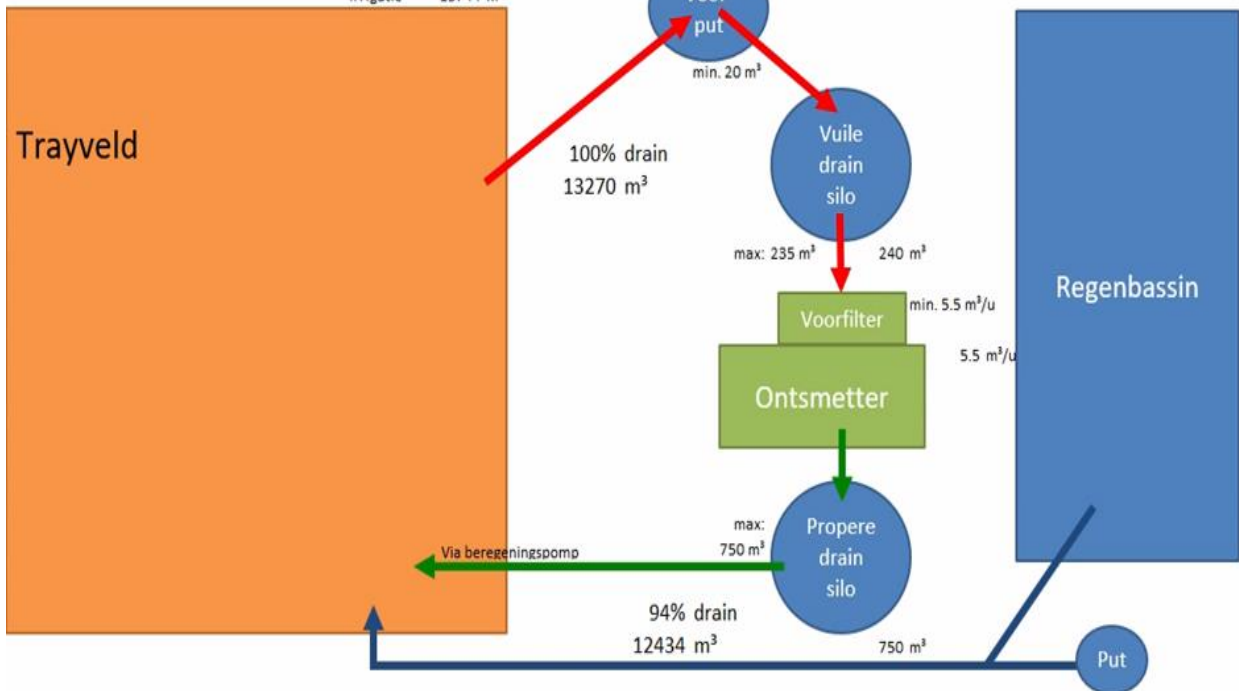 put
min. 20 m³
Trayveld
100% drain
13270 m³
Vuile
drain
silo
max: 235 m³
240 m³
Regenbassin
Voorfilter
min. 5.5 m³/u
5.5 m³/u
Ontsmetter
Propere
drain
silo
max:
750 m³
Via beregeningspomp
94% drain
12434 m³
750 m³
Put